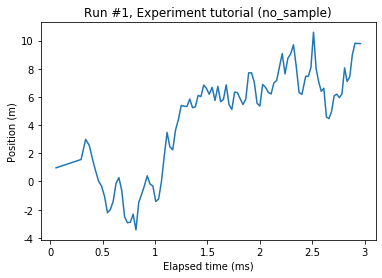 Run #1, Experiment tutorial (no_sample)
Position (m)
10
8
6
4
2
0
-2
-4
0 0.5 1 1.5 2 2.5 3
Elapsed time (ms)